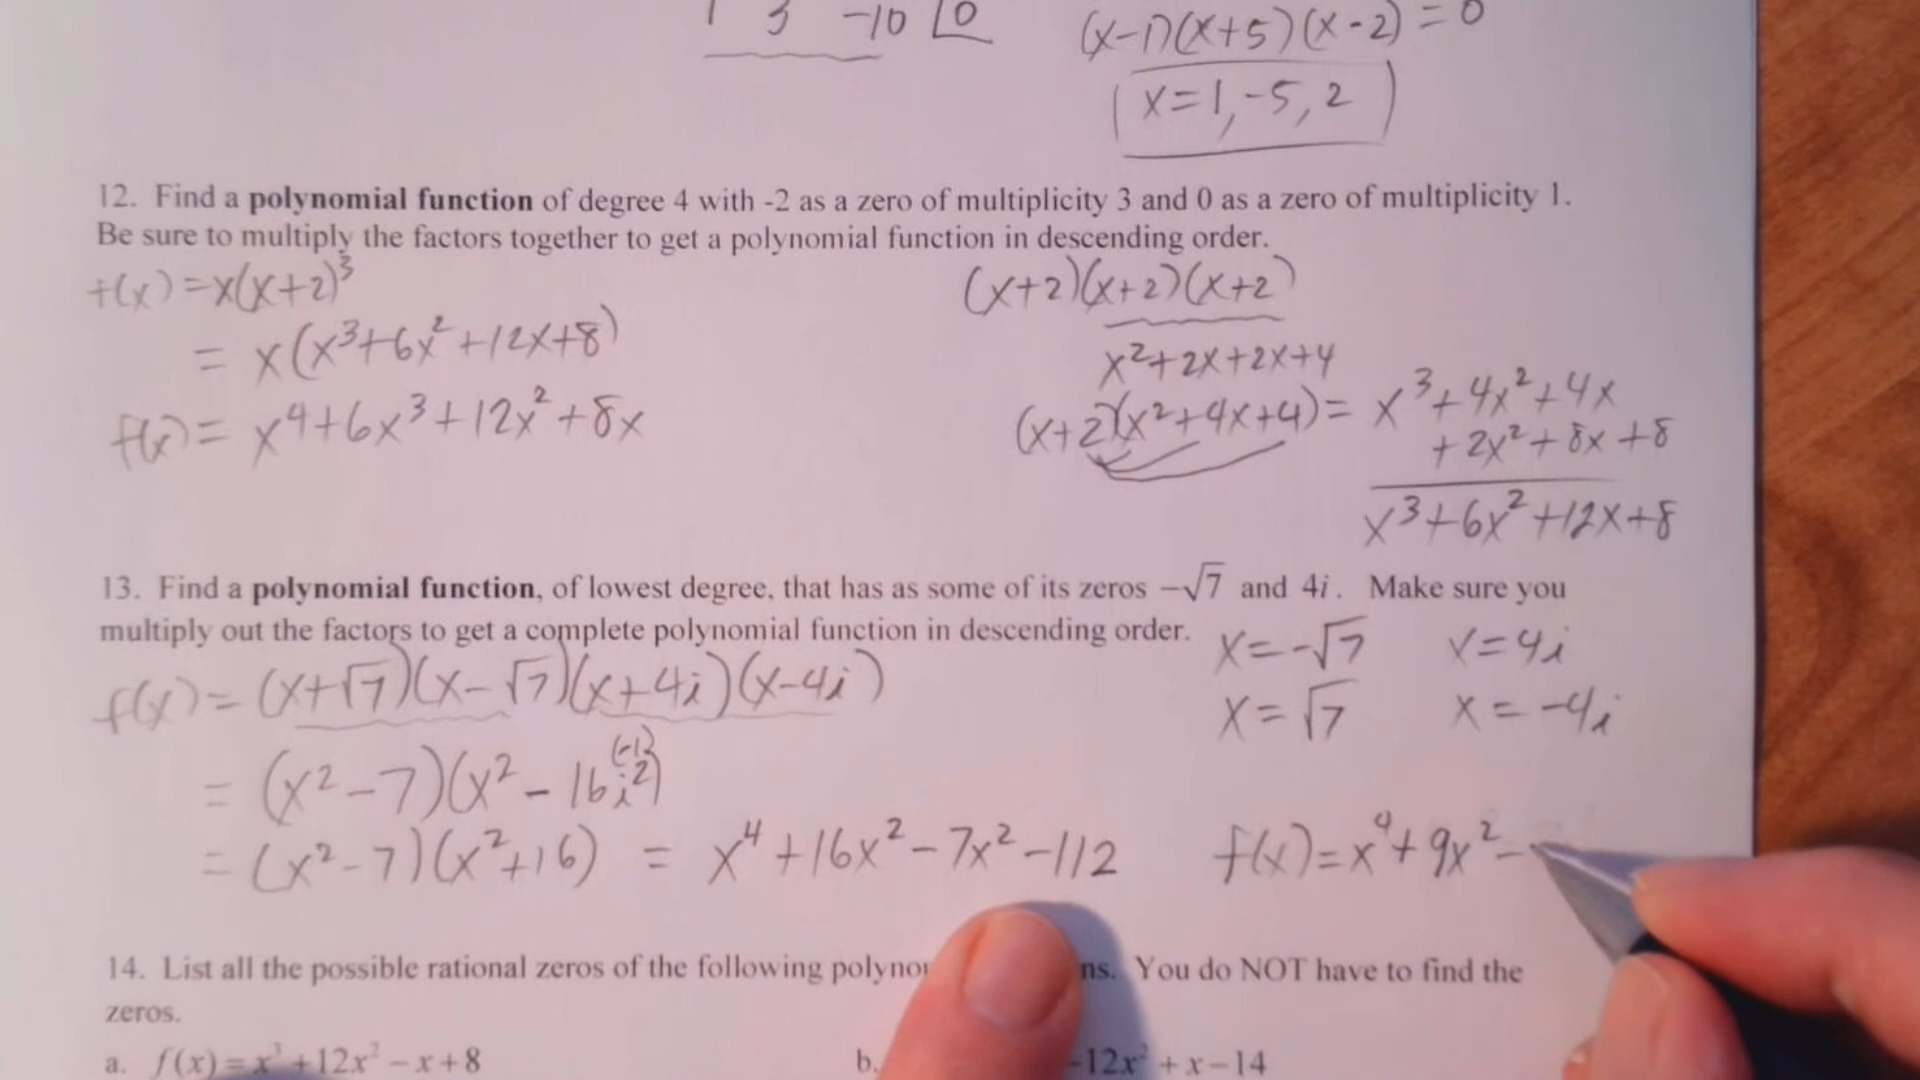 1 3 -10 0
(x-1)(x+5)(x-2) = 0
x=1,-5,2
12. Find a polynomial function of degree 4 with -2 as a zero of multiplicity 3 and 0 as a zero of multiplicity 1.
Be sure to multiply the factors together to get a polynomial function in descending order.
f(x)=x(x+2)³
= x(x³+6x²+12x+8)
f(x)= x⁴+6x³+12x²+8x
(x+2)(x+2)(x+2)
x²+2x+2x+4
(x+2)(x²+4x+4)= x³+4x²+4x
+2x²+8x+8
x³+6x²+12x+8
13. Find a polynomial function, of lowest degree, that has as some of its zeros -√7 and 4i. Make sure you
multiply out the factors to get a complete polynomial function in descending order.
x=-√7 x=4i
x=√7 x=-4i
f(x)=(x+√7)(x-√7)(x+4i)(x-4i)
(-1)
= (x²-7)(x²-16i²)
= (x²-7)(x²+16) = x⁴+16x²-7x²-112 f(x)=x⁴+9x²-
14. List all the possible rational zeros of the following ns. You do NOT have to find the
zeros.
a. f(x)=x³+12x²-x+8 b. -12x²+x-14